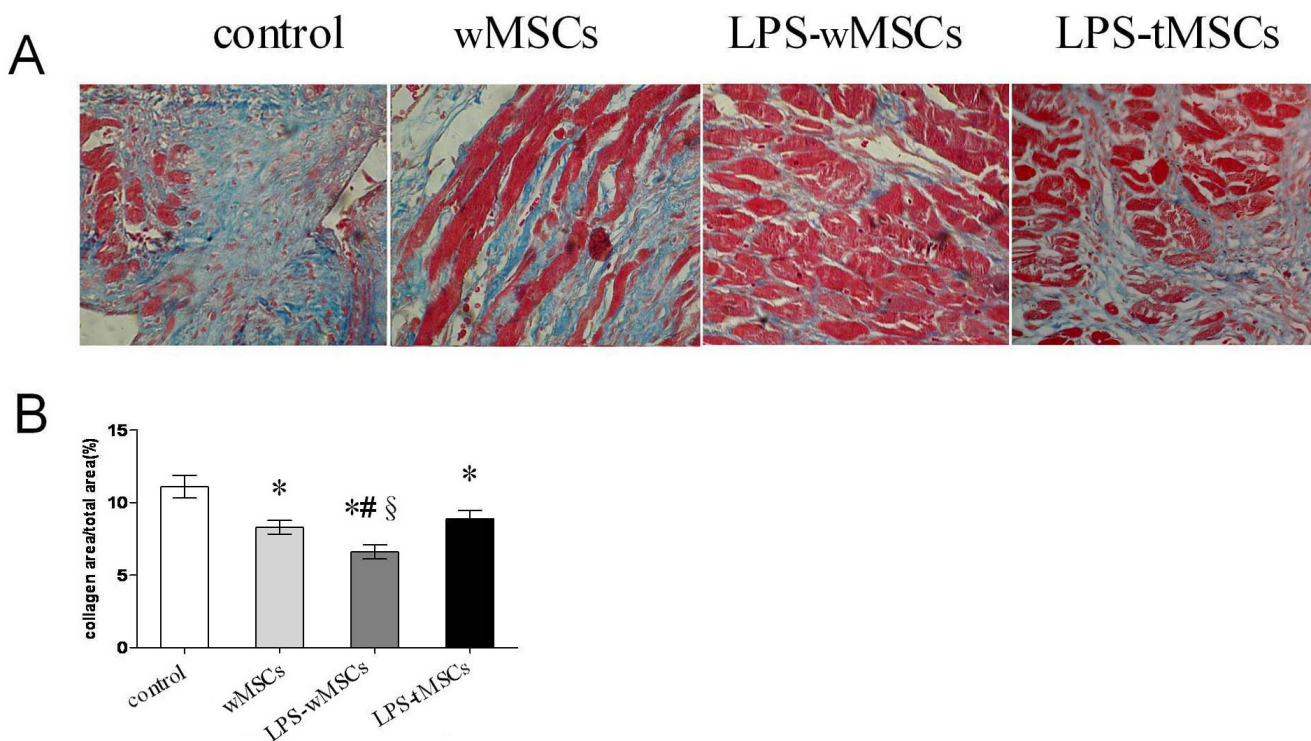 control wMSCs LPS-wMSCs LPS-tMSCs
A
B
collagen area/total area(%)
15
10
5
0
*
*# §
*
control
wMSCs
LPS-wMSCs
LPS-tMSCs